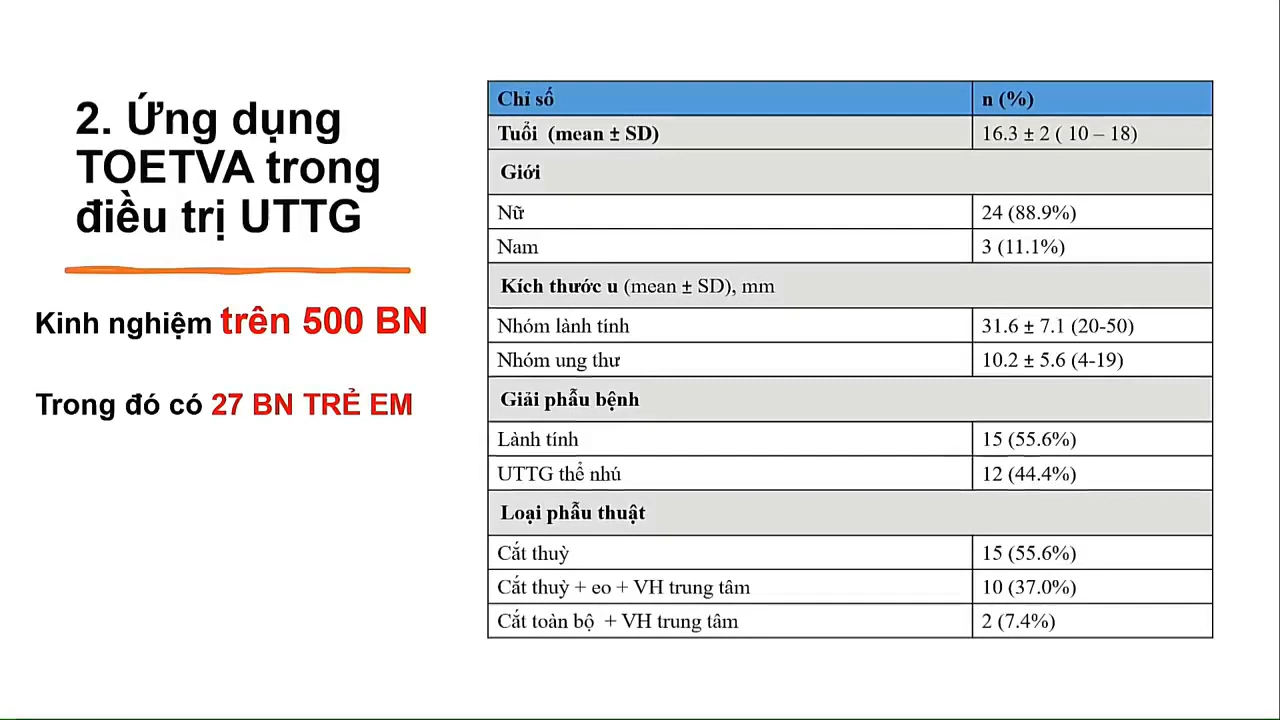 2. Ứng dụng
TOETVA trong
điều trị UTTG
Kinh nghiệm trên 500 BN
Trong đó có 27 BN TRẺ EM
Chỉ số n (%)
Tuổi (mean ± SD) 16.3 ± 2 ( 10 – 18)
Giới
Nữ 24 (88.9%)
Nam 3 (11.1%)
Kích thước u (mean ± SD), mm
Nhóm lành tính 31.6 ± 7.1 (20-50)
Nhóm ung thư 10.2 ± 5.6 (4-19)
Giải phẫu bệnh
Lành tính 15 (55.6%)
UTTG thể nhú 12 (44.4%)
Loại phẫu thuật
Cắt thuỳ 15 (55.6%)
Cắt thuỳ + eo + VH trung tâm 10 (37.0%)
Cắt toàn bộ + VH trung tâm 2 (7.4%)